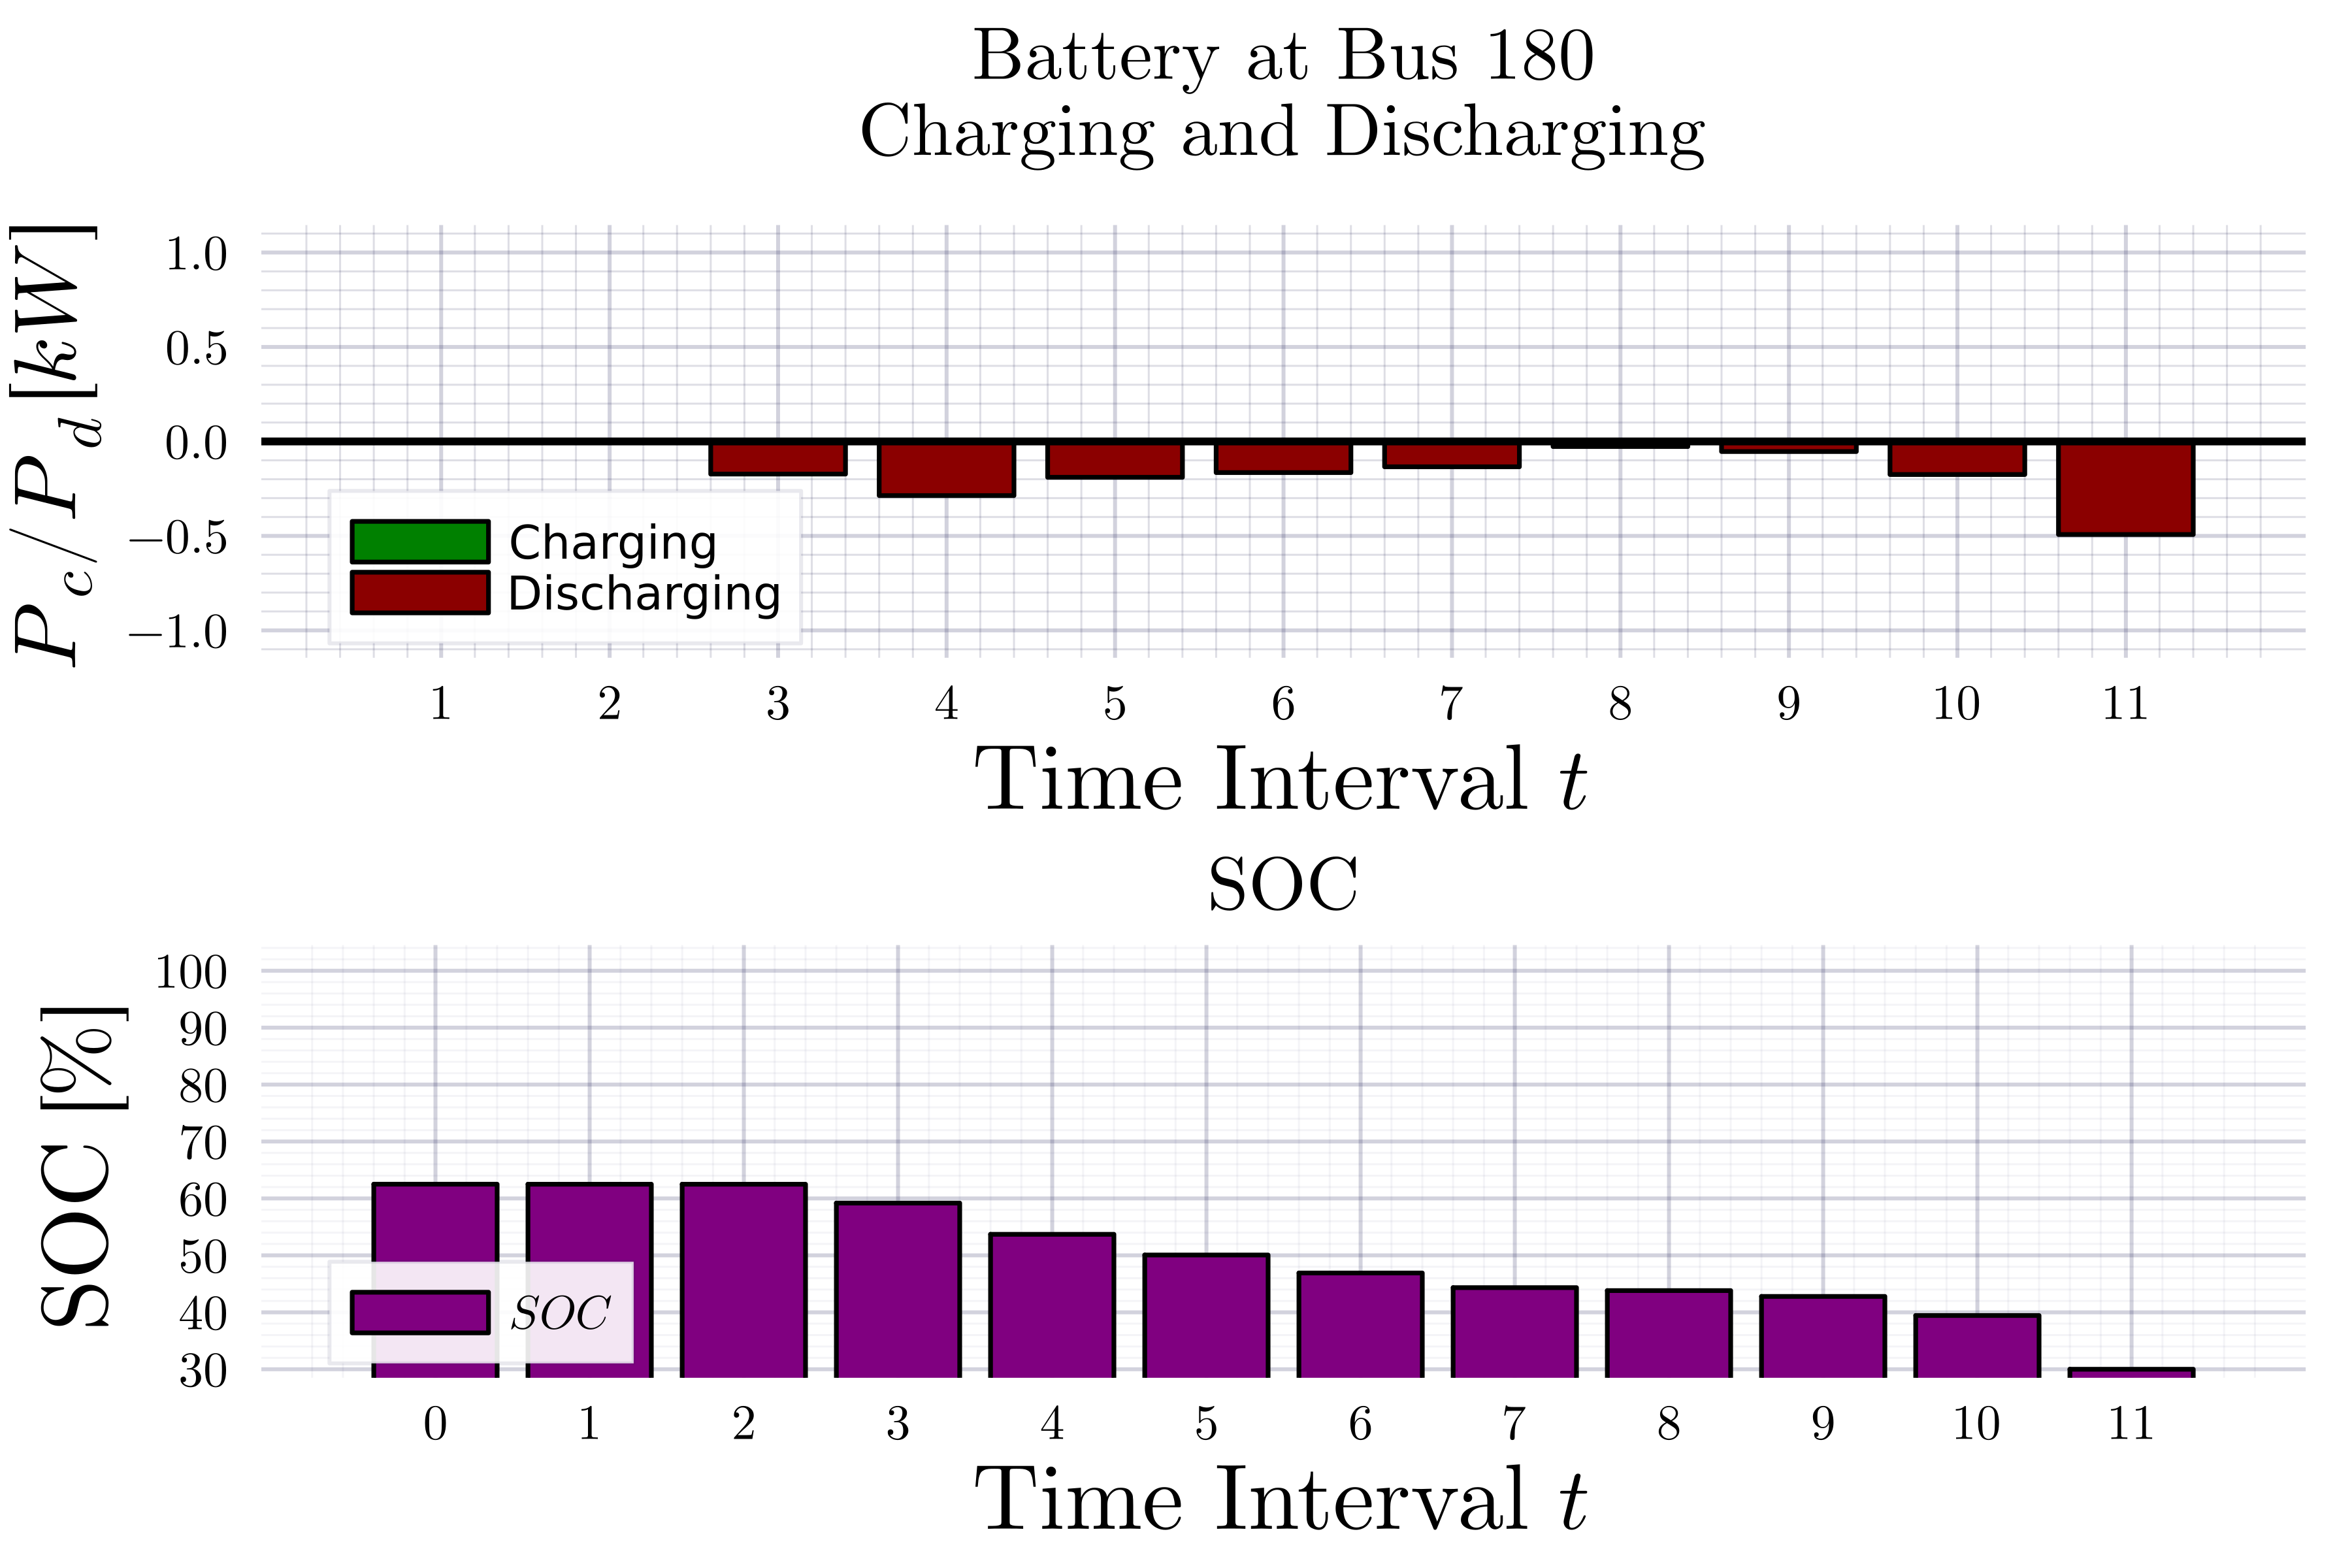 Battery at Bus 180
Charging and Discharging
P_c/P_d [kW]
1.0
0.5
0.0
−0.5
−1.0
Charging
Discharging
1 2 3 4 5 6 7 8 9 10 11
Time Interval t
SOC
SOC [%]
100
90
80
70
60
50
40
30
SOC
0 1 2 3 4 5 6 7 8 9 10 11
Time Interval t